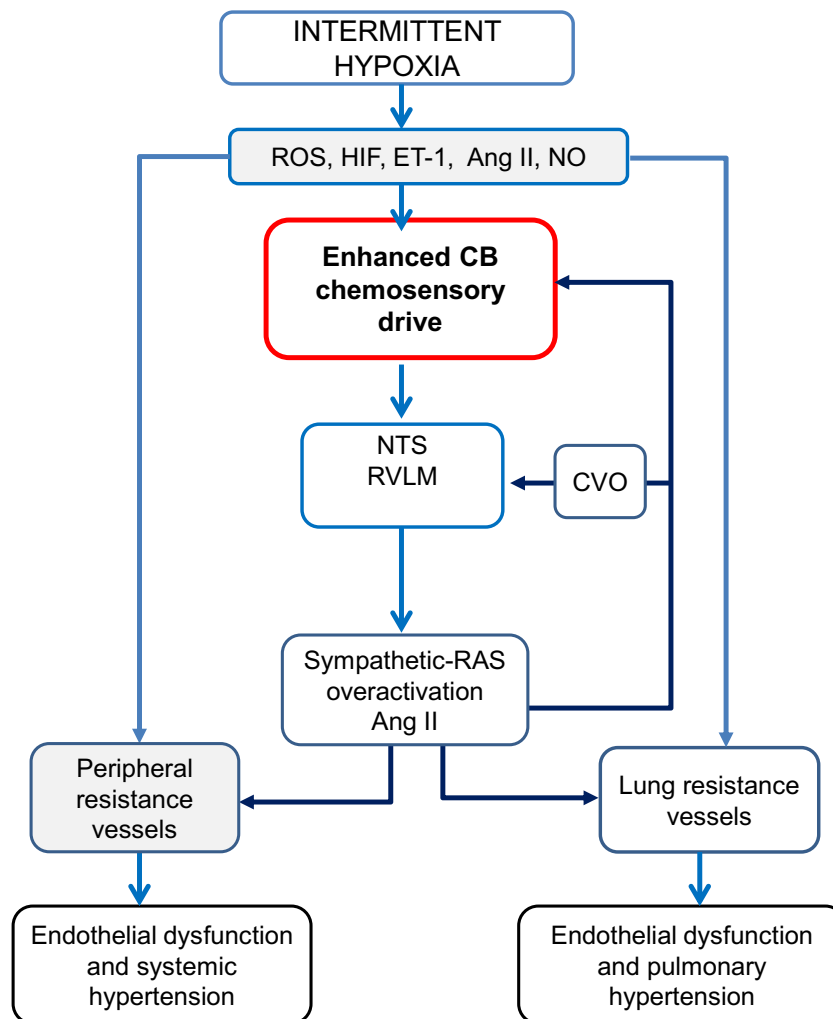 INTERMITTENT
HYPOXIA
ROS, HIF, ET-1, Ang II, NO
Enhanced CB
chemosensory
drive
NTS
RVLM
CVO
Sympathetic-RAS
overactivation
Ang II
Peripheral
resistance
vessels
Lung resistance
vessels
Endothelial dysfunction
and systemic
hypertension
Endothelial dysfunction
and pulmonary
hypertension